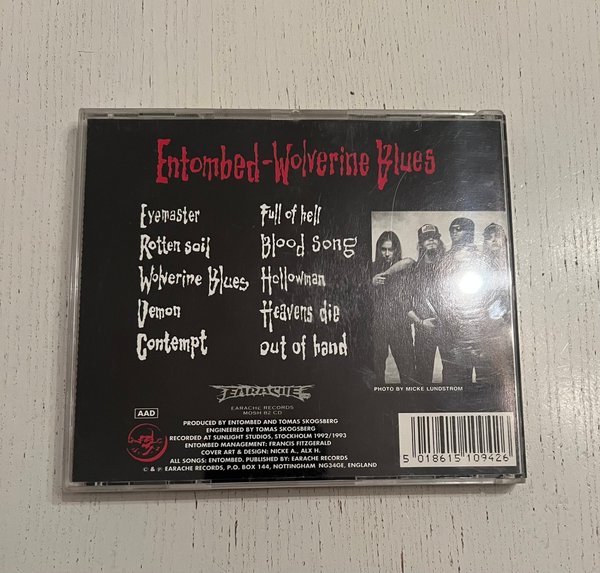 Entombed-Wolverine Blues
Eyemaster
Rotten soil
Wolverine Blues
Demon
Contempt
Full of hell
Blood Song
Hollowman
Heavens die
out of hand
PHOTO BY MICKE LUNDSTROM
EARACHE
EARACHE RECORDS
MOSH 82 CD
AAD
PRODUCED BY ENTOMBED AND TOMAS SKOGSBERG
ENGINEERED BY TOMAS SKOGSBERG
RECORDED AT SUNLIGHT STUDIOS, STOCKHOLM 1992/1993
ENTOMBED MANAGEMENT: FRANCIS FITZGERALD
COVER ART & DESIGN: NICKE A., ALX H.
ALL SONGS: ENTOMBED, PUBLISHED BY: EARACHE RECORDS
© & ℗ EARACHE RECORDS, P.O. BOX 144, NOTTINGHAM NG34GE, ENGLAND
5 018615 109426